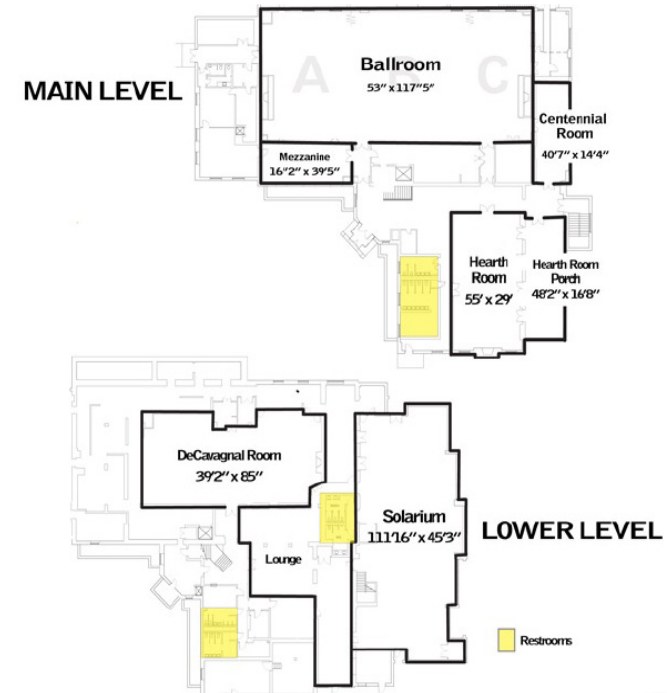 MAIN LEVEL
A B C
Ballroom
53" x 117"5"
Mezzanine
16'2" x 39'5"
Centennial
Room
40'7" x 14'4"
Hearth
Room
55' x 29'
Hearth Room
Porch
48'2" x 16'8"
DeCavagnal Room
39'2" x 85"
Lounge
Solarium
111'16" x 45'3"
LOWER LEVEL
Restrooms